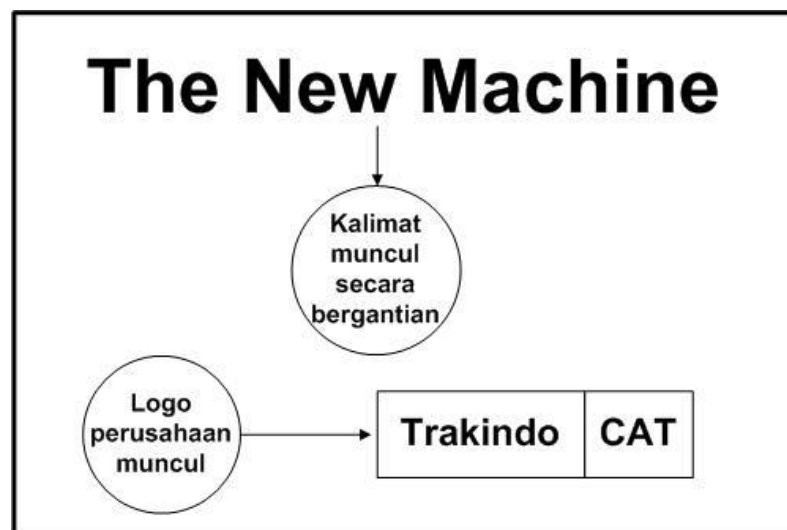 The New Machine
Kalimat
muncul
secara
bergantian
Logo
perusahaan
muncul
Trakindo
CAT